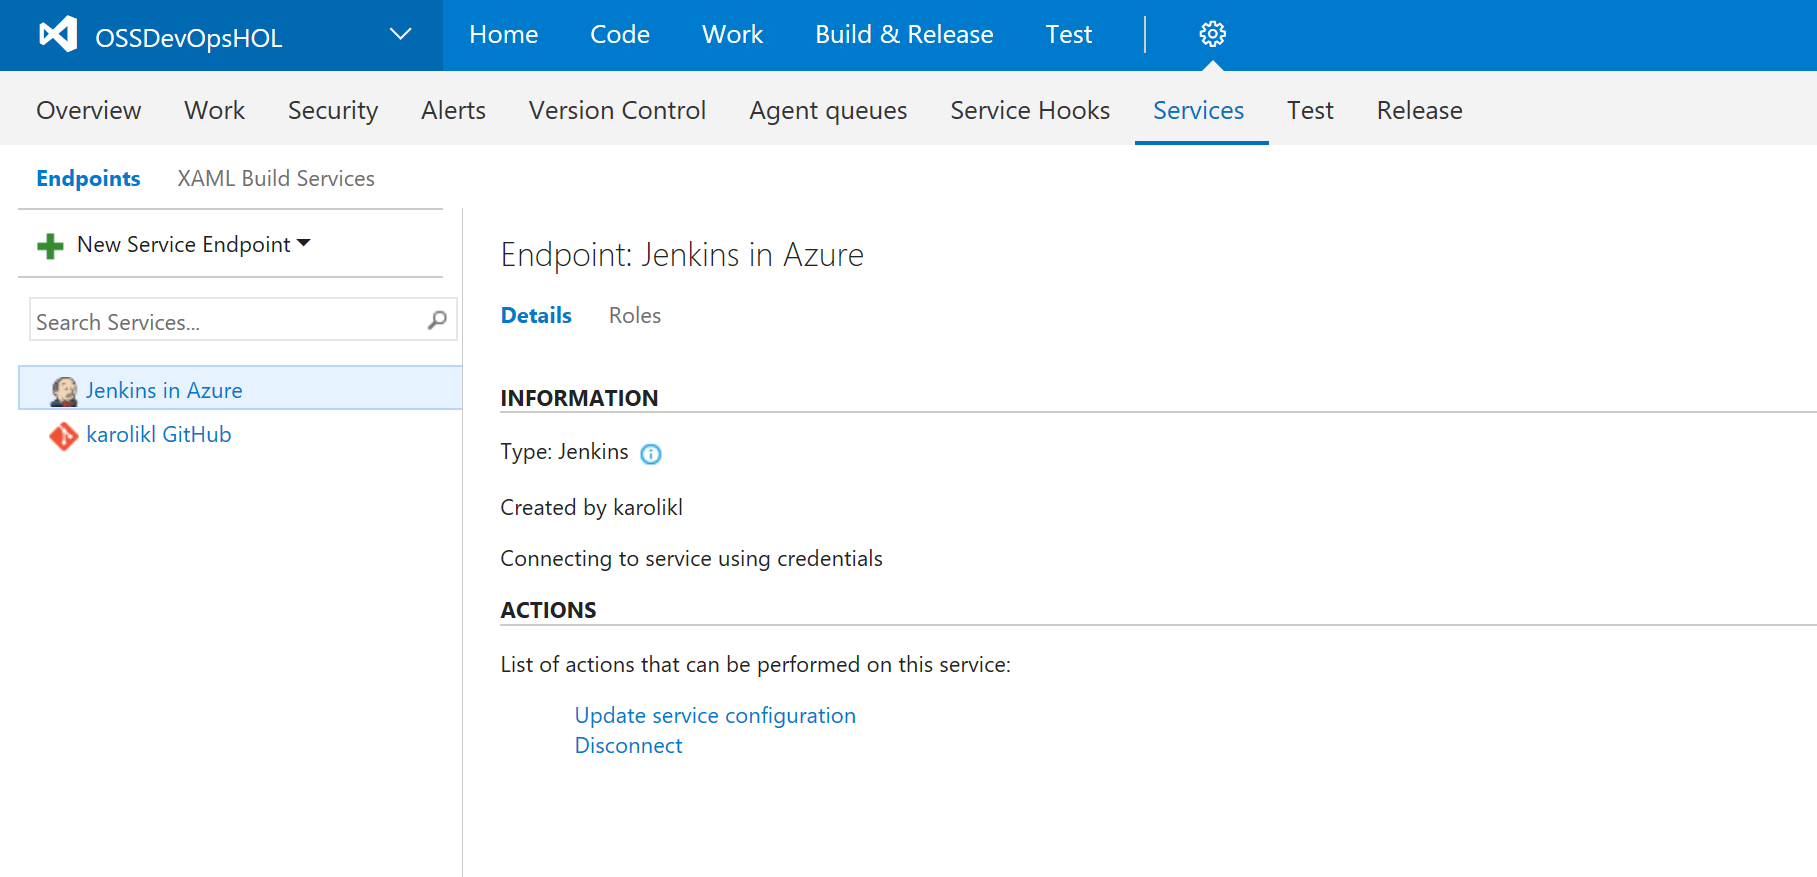 OSSDevOpsHOL Home Code Work Build & Release Test
Overview Work Security Alerts Version Control Agent queues Service Hooks Services Test Release
Endpoints XAML Build Services
New Service Endpoint
Search Services...
Jenkins in Azure
karolikl GitHub
Endpoint: Jenkins in Azure
Details Roles
INFORMATION
Type: Jenkins
Created by karolikl
Connecting to service using credentials
ACTIONS
List of actions that can be performed on this service:
Update service configuration
Disconnect